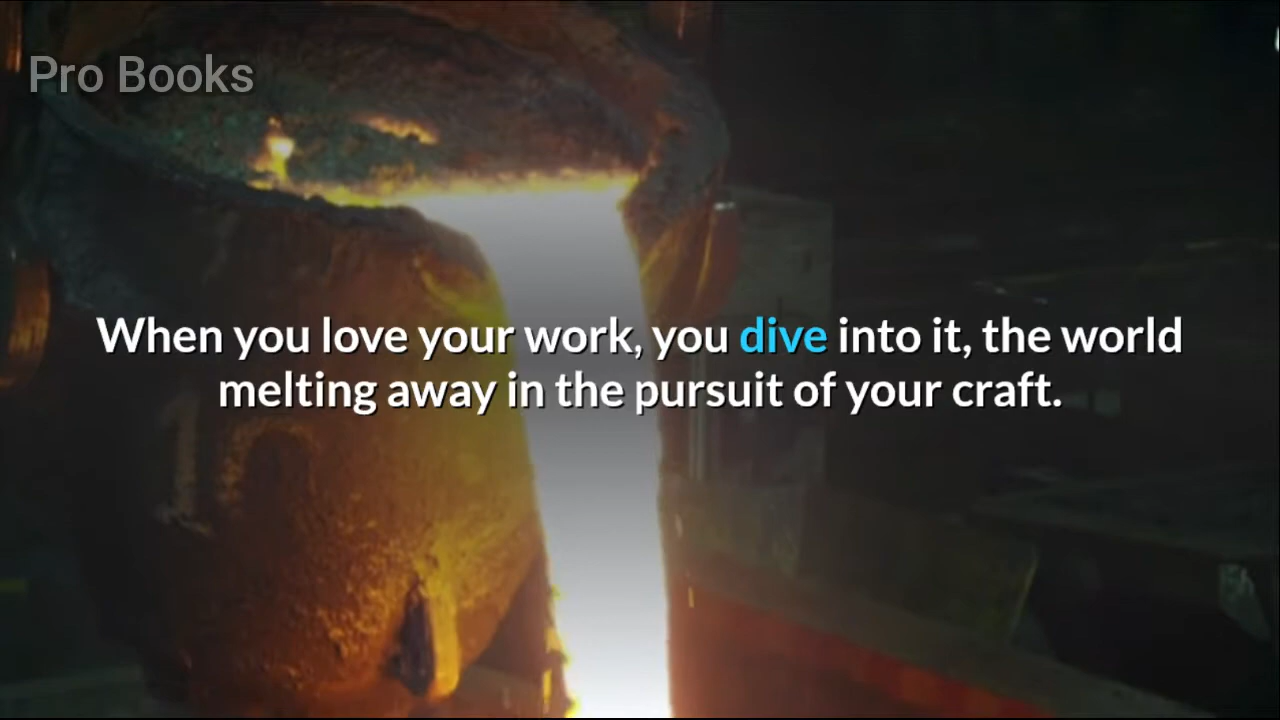 Pro Books
When you love your work, you dive into it, the world
melting away in the pursuit of your craft.